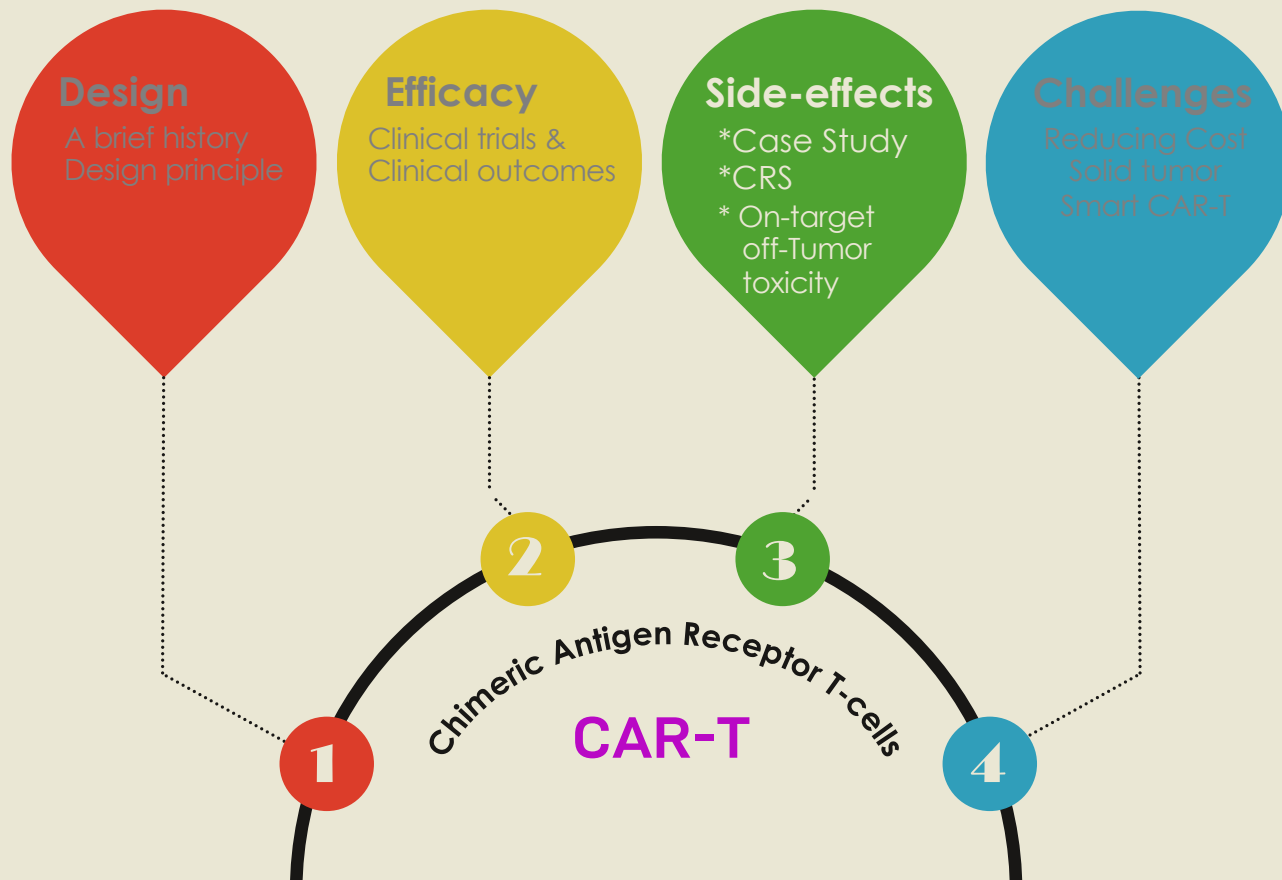 Design
A brief history
Design principle
Efficacy
Clinical trials &
Clinical outcomes
Side-effects
*Case Study
*CRS
* On-target
off-Tumor
toxicity
Challenges
Reducing Cost
Solid tumor
Smart CAR-T
1
2
3
4
Chimeric Antigen Receptor T-cells
CAR-T